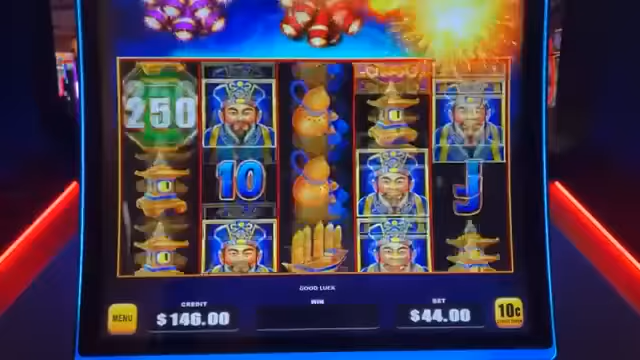 250
10
J
GOOD LUCK
CREDIT
WIN
BET
MENU
$146.00
$44.00
10¢